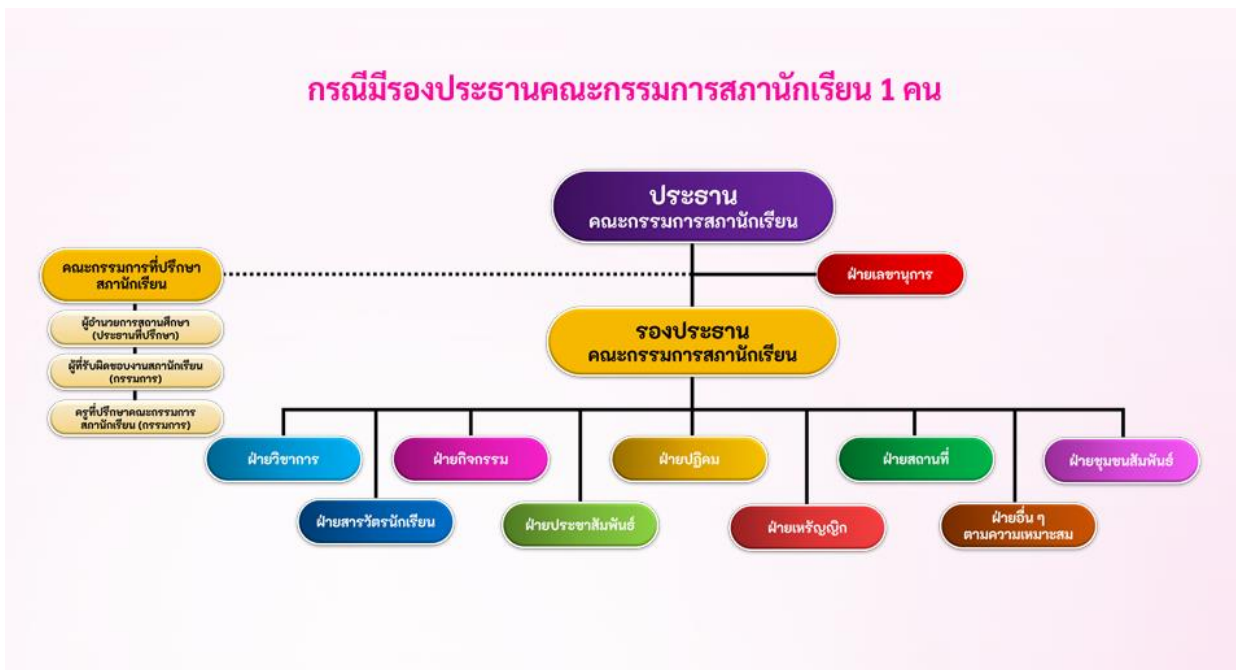 กรณีมีรองประธานคณะกรรมการสภานักเรียน 1 คน
ประธาน
คณะกรรมการสภานักเรียน
คณะกรรมการที่ปรึกษา
สภานักเรียน
ฝ่ายเลขานุการ
ผู้อำนวยการสถานศึกษา
(ประธานที่ปรึกษา)
ผู้ที่รับผิดชอบงานสภานักเรียน
(กรรมการ)
ครูที่ปรึกษาคณะกรรมการ
สภานักเรียน (กรรมการ)
รองประธาน
คณะกรรมการสภานักเรียน
ฝ่ายวิชาการ
ฝ่ายกิจกรรม
ฝ่ายปฏิคม
ฝ่ายสถานที่
ฝ่ายชุมชนสัมพันธ์
ฝ่ายสารวัตรนักเรียน
ฝ่ายประชาสัมพันธ์
ฝ่ายเหรัญญิก
ฝ่ายอื่น ๆ
ตามความเหมาะสม